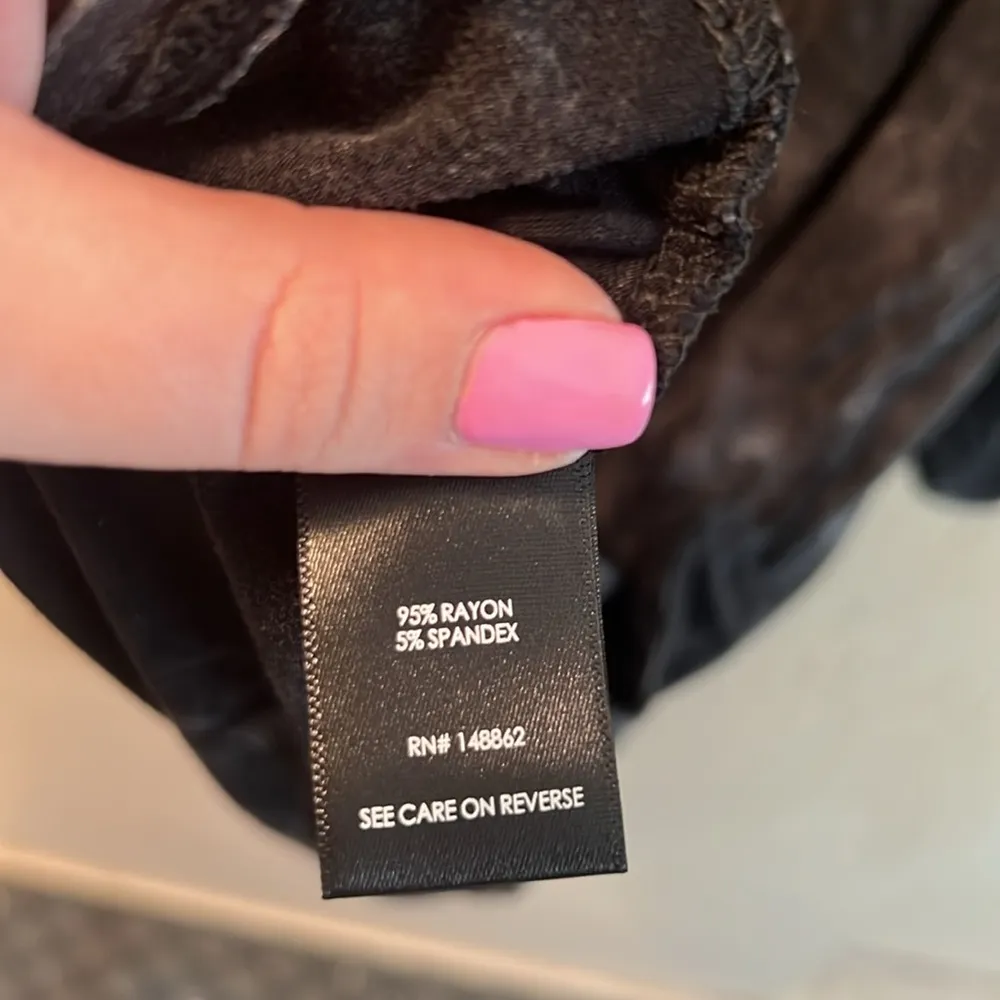 95% RAYON
5% SPANDEX
RN# 148862
SEE CARE ON REVERSE